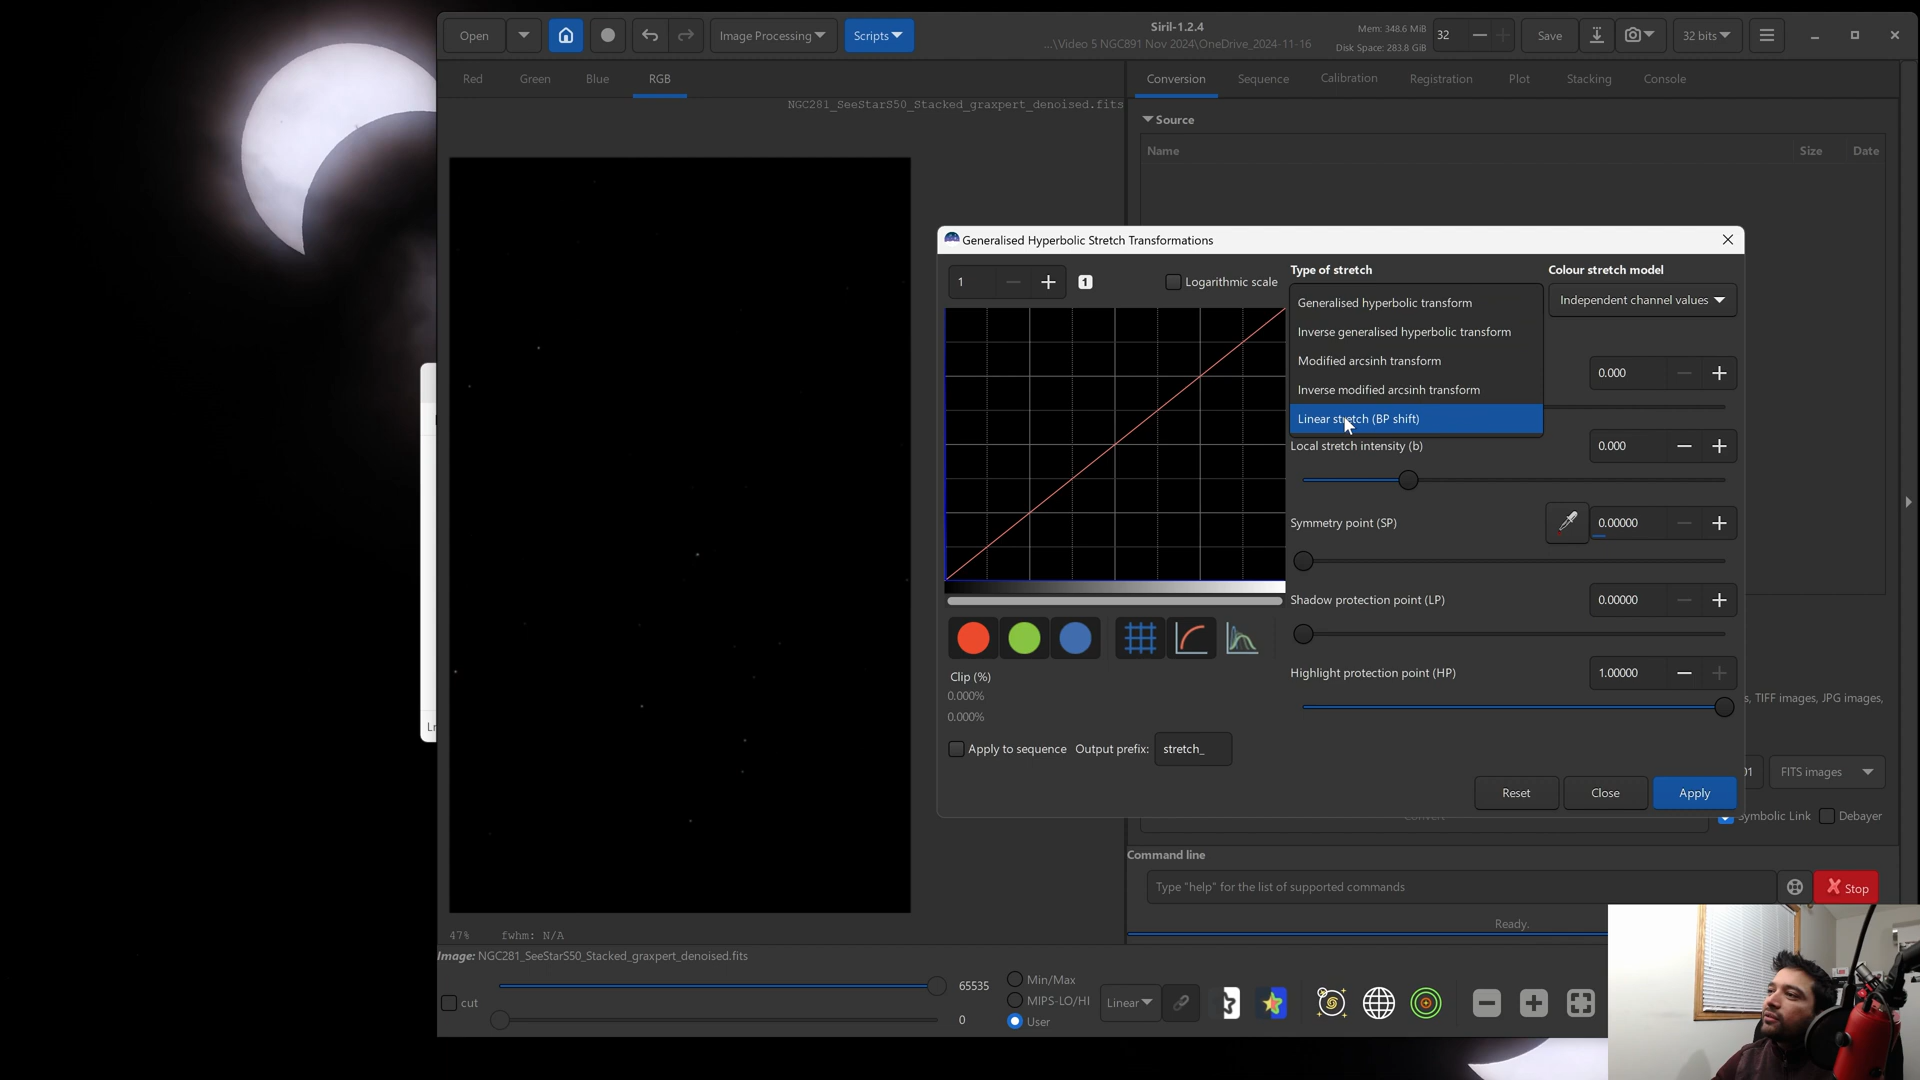 Open
Image Processing
Scripts
Siril-1.2.4
...\Video 5 NGC891 Nov 2024\OneDrive_2024-11-16
Mem: 348.6 MiB
Disk Space: 283.8 GiB
32
Save
32 bits
Red
Green
Blue
RGB
Conversion
Sequence
Calibration
Registration
Plot
Stacking
Console
NGC281_SeeStarS50_Stacked_graxpert_denoised.fits
Source
Name
Size
Date
Generalised Hyperbolic Stretch Transformations
1
1
Logarithmic scale
Type of stretch
Colour stretch model
Generalised hyperbolic transform
Independent channel values
Inverse generalised hyperbolic transform
Modified arcsinh transform
0.000
Inverse modified arcsinh transform
Linear stretch (BP shift)
Local stretch intensity (b)
0.000
Symmetry point (SP)
0.00000
Shadow protection point (LP)
0.00000
Highlight protection point (HP)
1.00000
Clip (%)
0.000%
0.000%
Apply to sequence
Output prefix:
stretch_
Reset
Close
Apply
s, TIFF images, JPG images,
01
FITS images
Convert
Symbolic Link
Debayer
Command line
Type "help" for the list of supported commands
Stop
Ready.
47%
fwhm: N/A
Image: NGC281_SeeStarS50_Stacked_graxpert_denoised.fits
cut
65535
0
Min/Max
MIPS-LO/HI
User
Linear